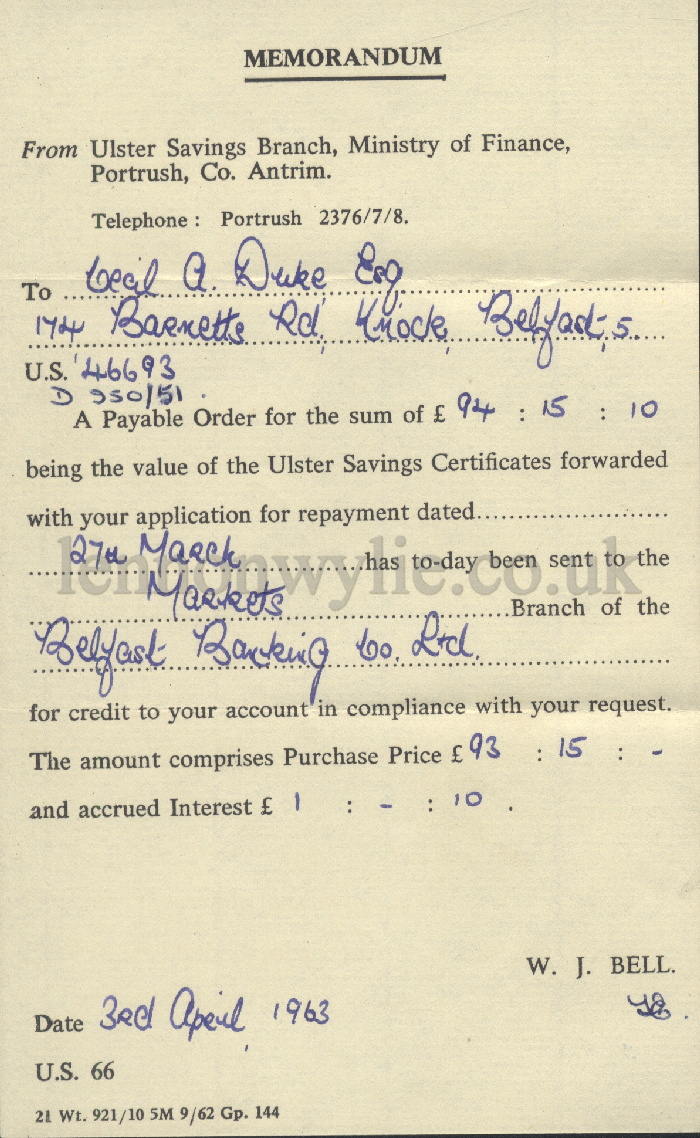 MEMORANDUM
From Ulster Savings Branch, Ministry of Finance,
Portrush, Co. Antrim.
Telephone : Portrush 2376/7/8.
To Cecil A. Duke Esq
174 Barnetts Rd, Knock, Belfast, 5.
U.S. 46693
D 350/51.
A Payable Order for the sum of £ 94 : 15 : 10
being the value of the Ulster Savings Certificates forwarded
with your application for repayment dated
27th March has to-day been sent to the
Markets Branch of the
Belfast Banking Co. Ltd.
for credit to your account in compliance with your request.
The amount comprises Purchase Price £ 93 : 15 : -
and accrued Interest £ 1 : - : 10 .
lennonwylie.co.uk
W. J. BELL.
Date 3rd April, 1963
U.S. 66
21 Wt. 921/10 5M 9/62 Gp. 144